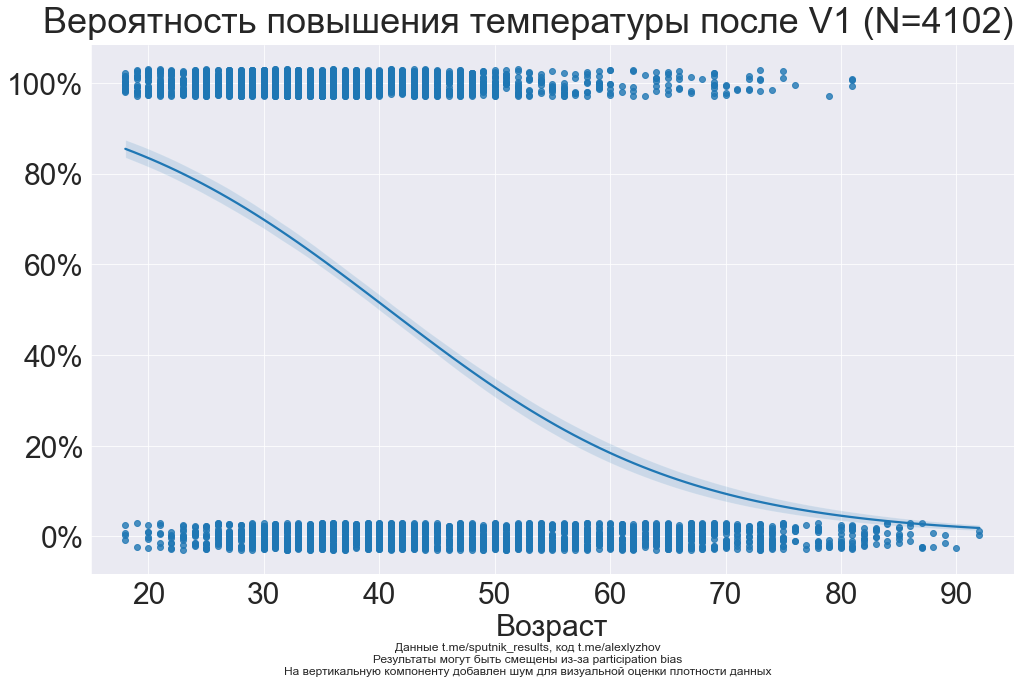 Вероятность повышения температуры после V1 (N=4102)
100%
80%
60%
40%
20%
0%
20 30 40 50 60 70 80 90
Возраст
Данные t.me/sputnik_results, код t.me/alexlyzhov
Результаты могут быть смещены из-за participation bias
На вертикальную компоненту добавлен шум для визуальной оценки плотности данных